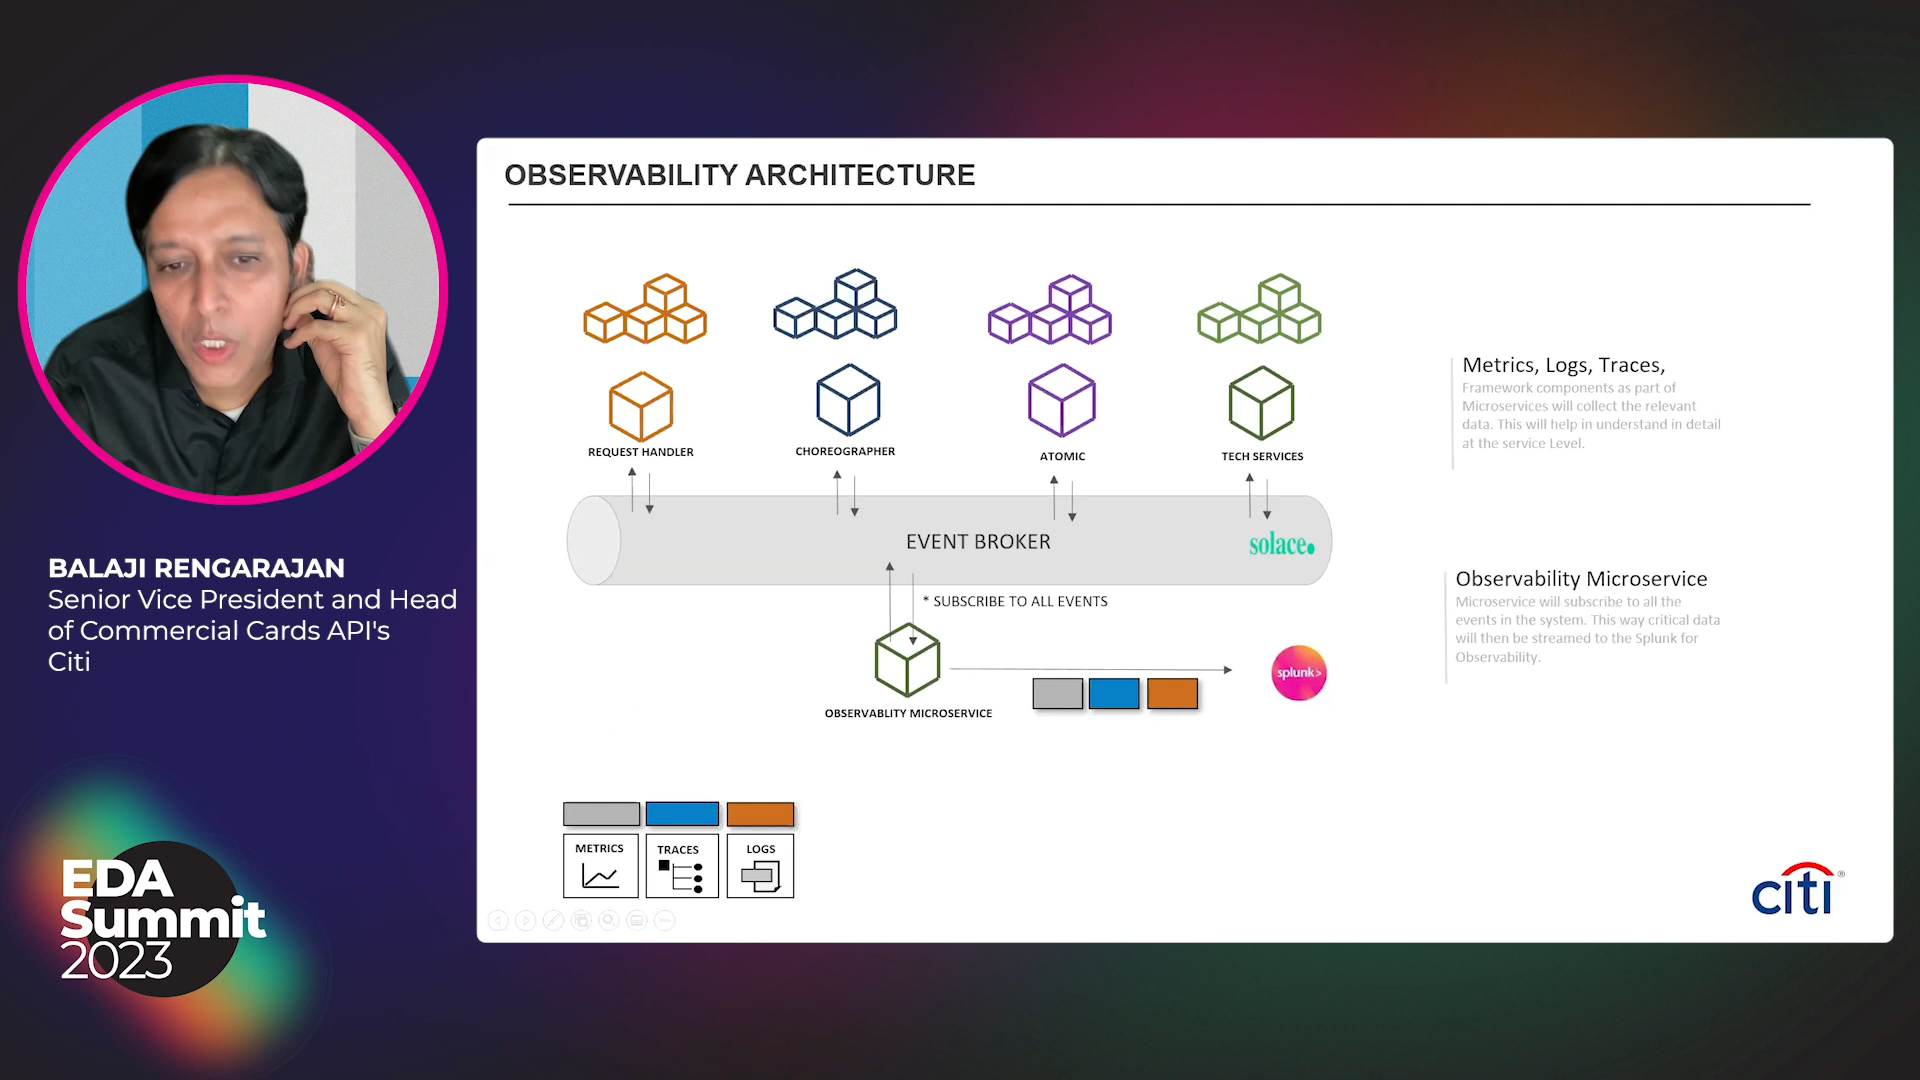 BALAJI RENGARAJAN
Senior Vice President and Head
of Commercial Cards API's
Citi
EDA
Summit
2023
OBSERVABILITY ARCHITECTURE
REQUEST HANDLER
CHOREOGRAPHER
ATOMIC
TECH SERVICES
EVENT BROKER
solace
* SUBSCRIBE TO ALL EVENTS
OBSERVABLITY MICROSERVICE
splunk>
METRICS
TRACES
LOGS
Metrics, Logs, Traces,
Framework components as part of
Microservices will collect the relevant
data. This will help in understand in detail
at the service Level.
Observability Microservice
Microservice will subscribe to all the
events in the system. This way critical data
will then be streamed to the Splunk for
Observability.
citi®